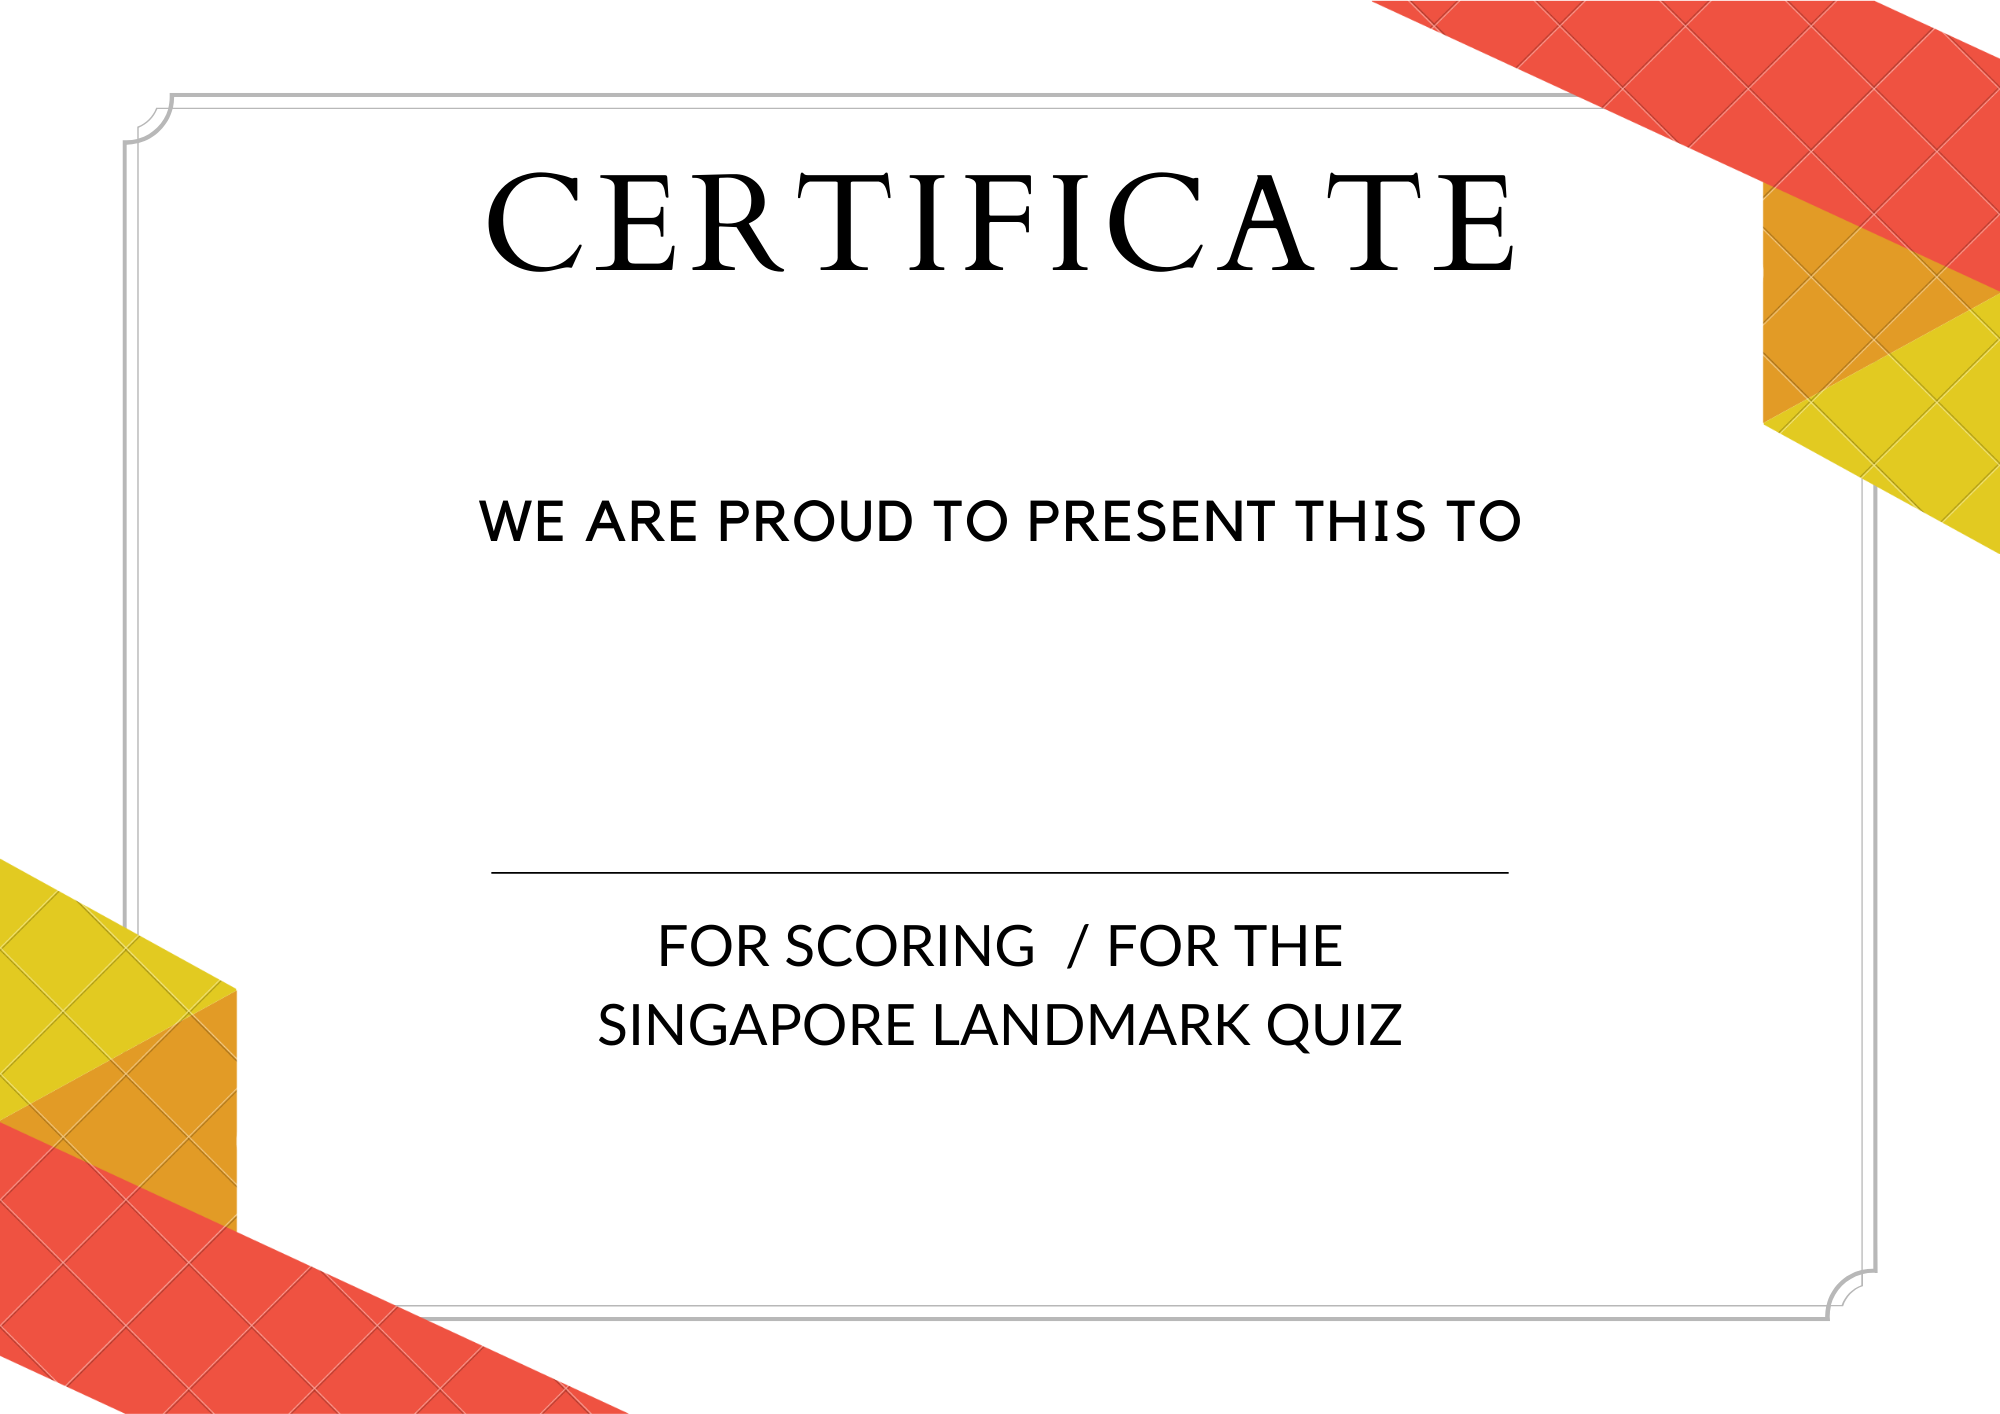 CERTIFICATE
WE ARE PROUD TO PRESENT THIS TO
FOR SCORING  / FOR THE
SINGAPORE LANDMARK QUIZ